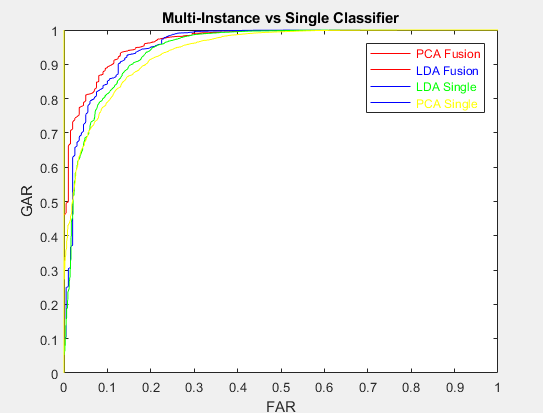 Multi-Instance vs Single Classifier
PCA Fusion
LDA Fusion
LDA Single
PCA Single
GAR
1
0.9
0.8
0.7
0.6
0.5
0.4
0.3
0.2
0.1
0
0 0.1 0.2 0.3 0.4 0.5 0.6 0.7 0.8 0.9 1
FAR